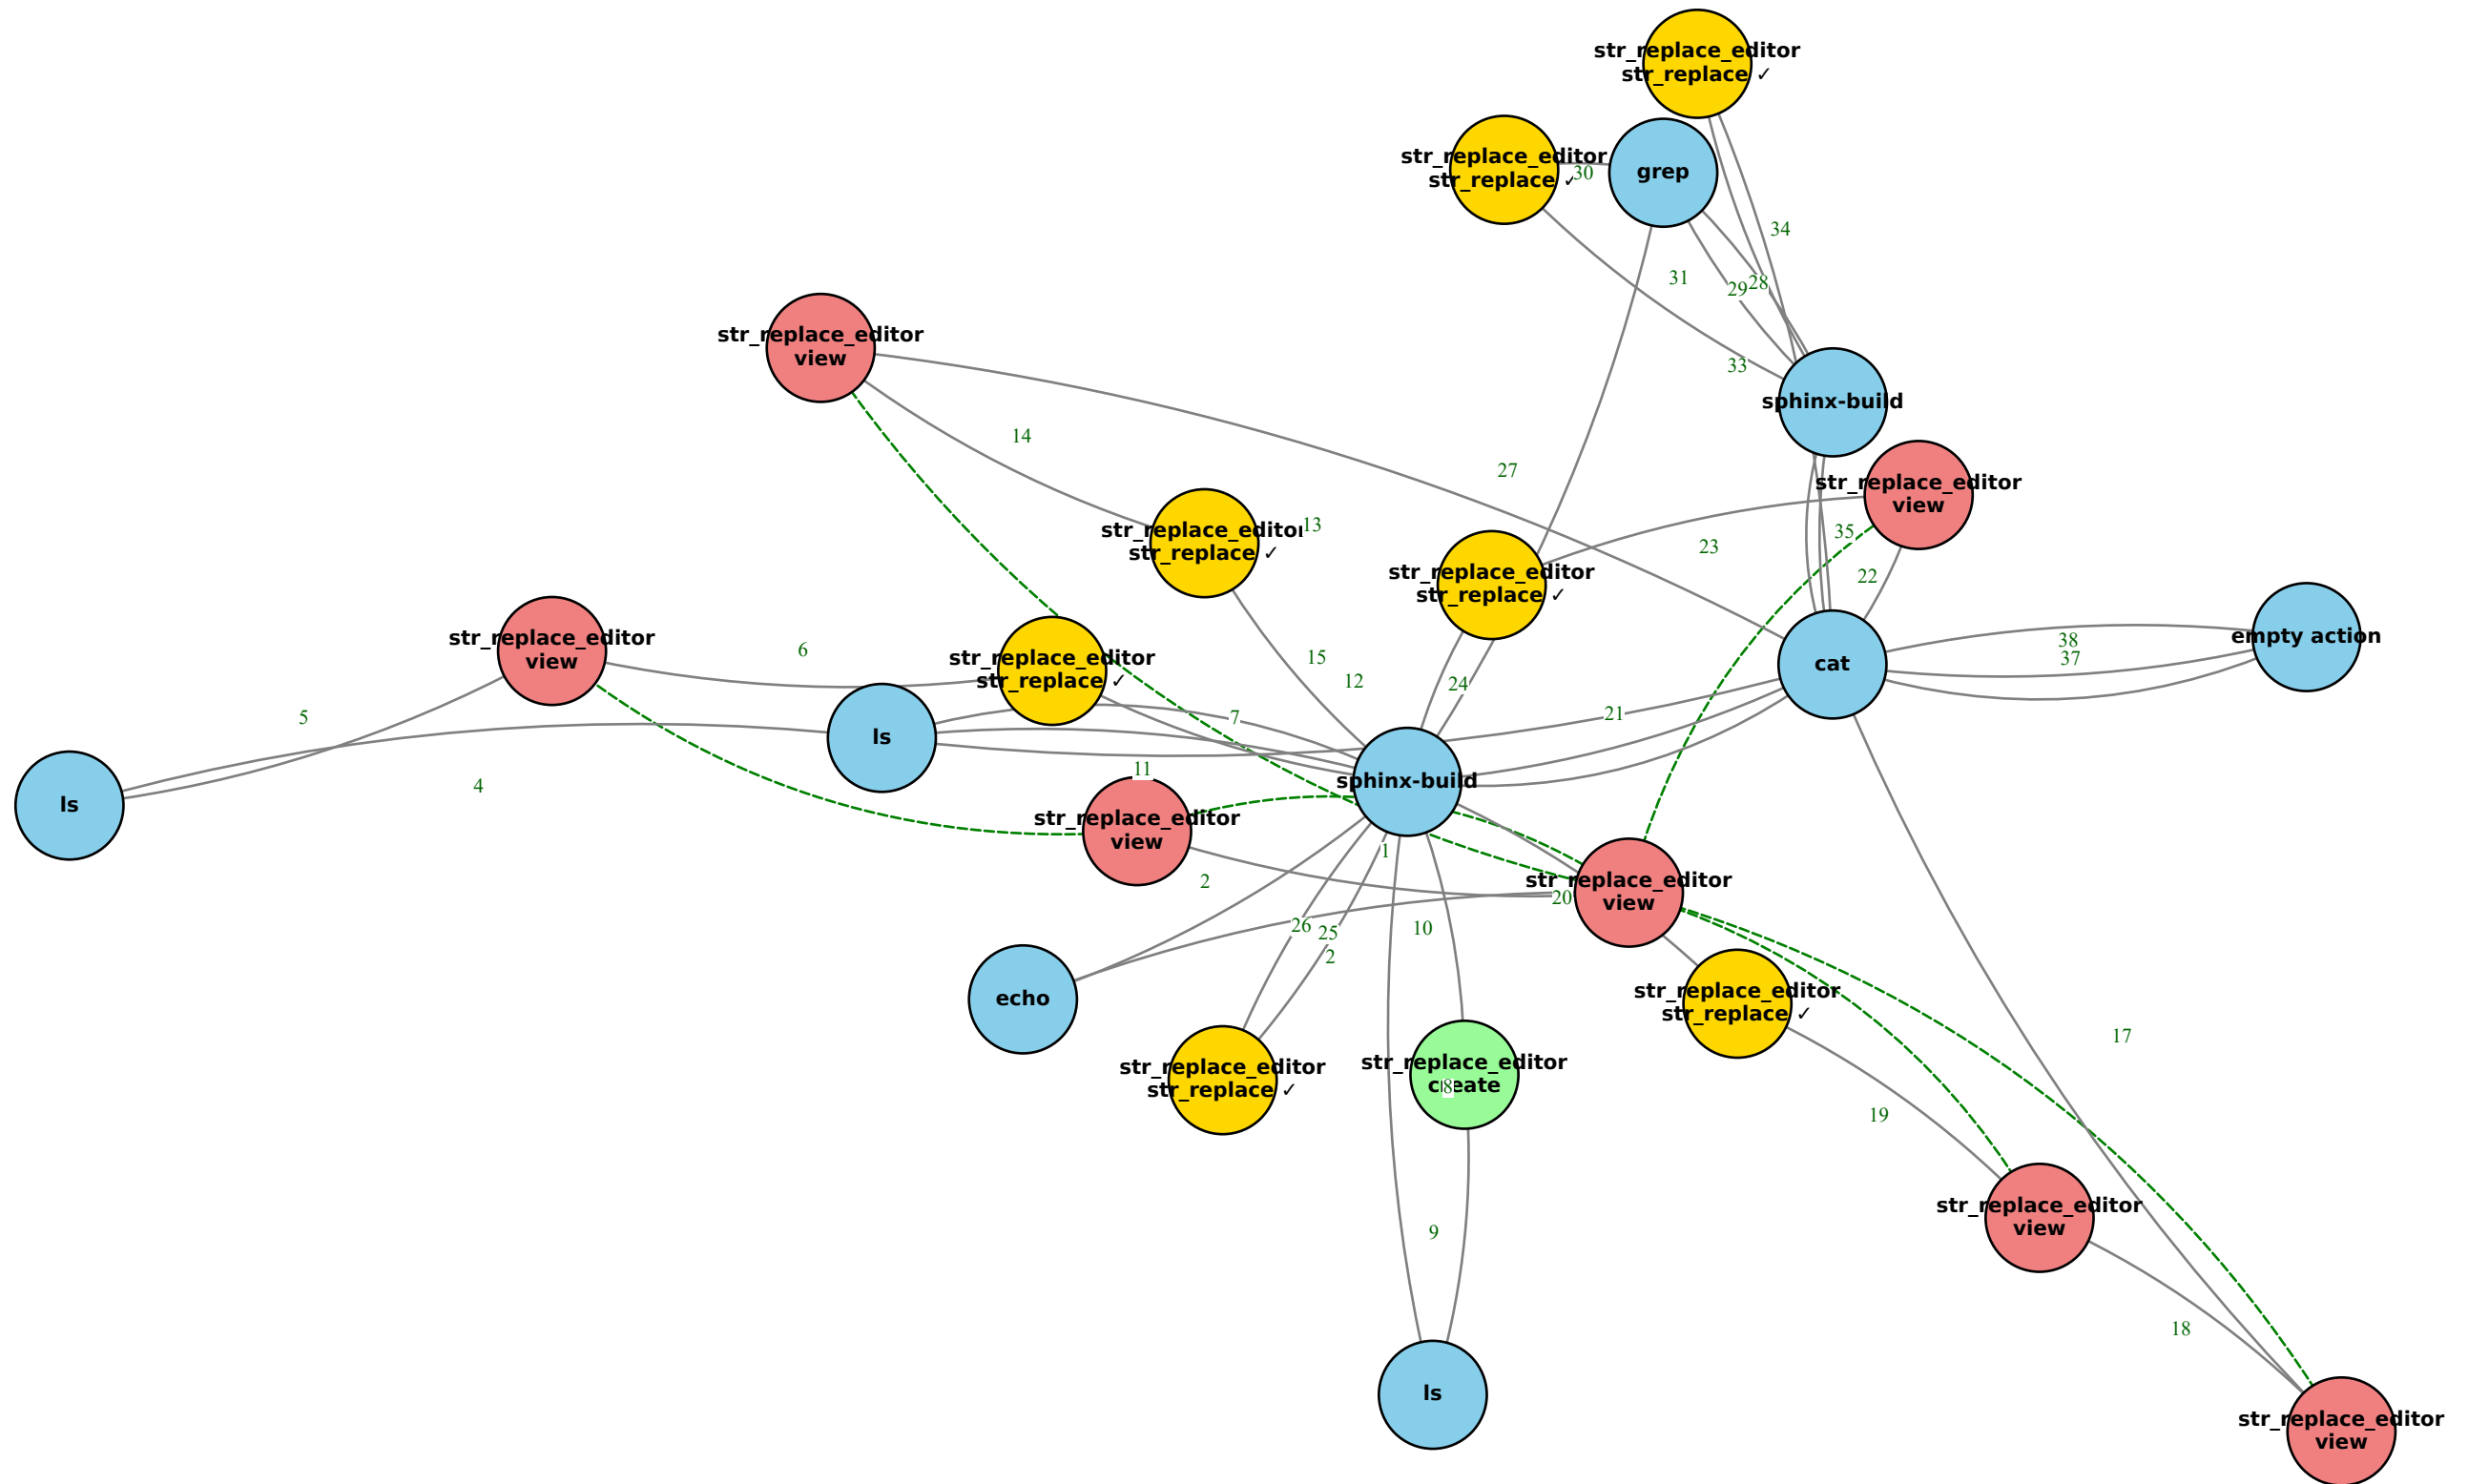 str_replace_editor
str_replace ✓
str_replace_editor
str_replace ✓
30
grep
34
31
29
28
str_replace_editor
view
33
sphinx-build
14
27
str_replace_editor
view
13
str_replace_editor
str_replace ✓
35
23
str_replace_editor
str_replace ✓
22
str_replace_editor
view
6
15
12
24
str_replace_editor
str_replace ✓
38
37
empty action
cat
5
7
21
ls
4
11
sphinx-build
ls
str_replace_editor
view
1
2
str_replace_editor
view
20
26
25
2
10
echo
str_replace_editor
str_replace ✓
17
str_replace_editor
str_replace ✓
str_replace_editor
create
8
19
9
str_replace_editor
view
18
ls
str_replace_editor
view